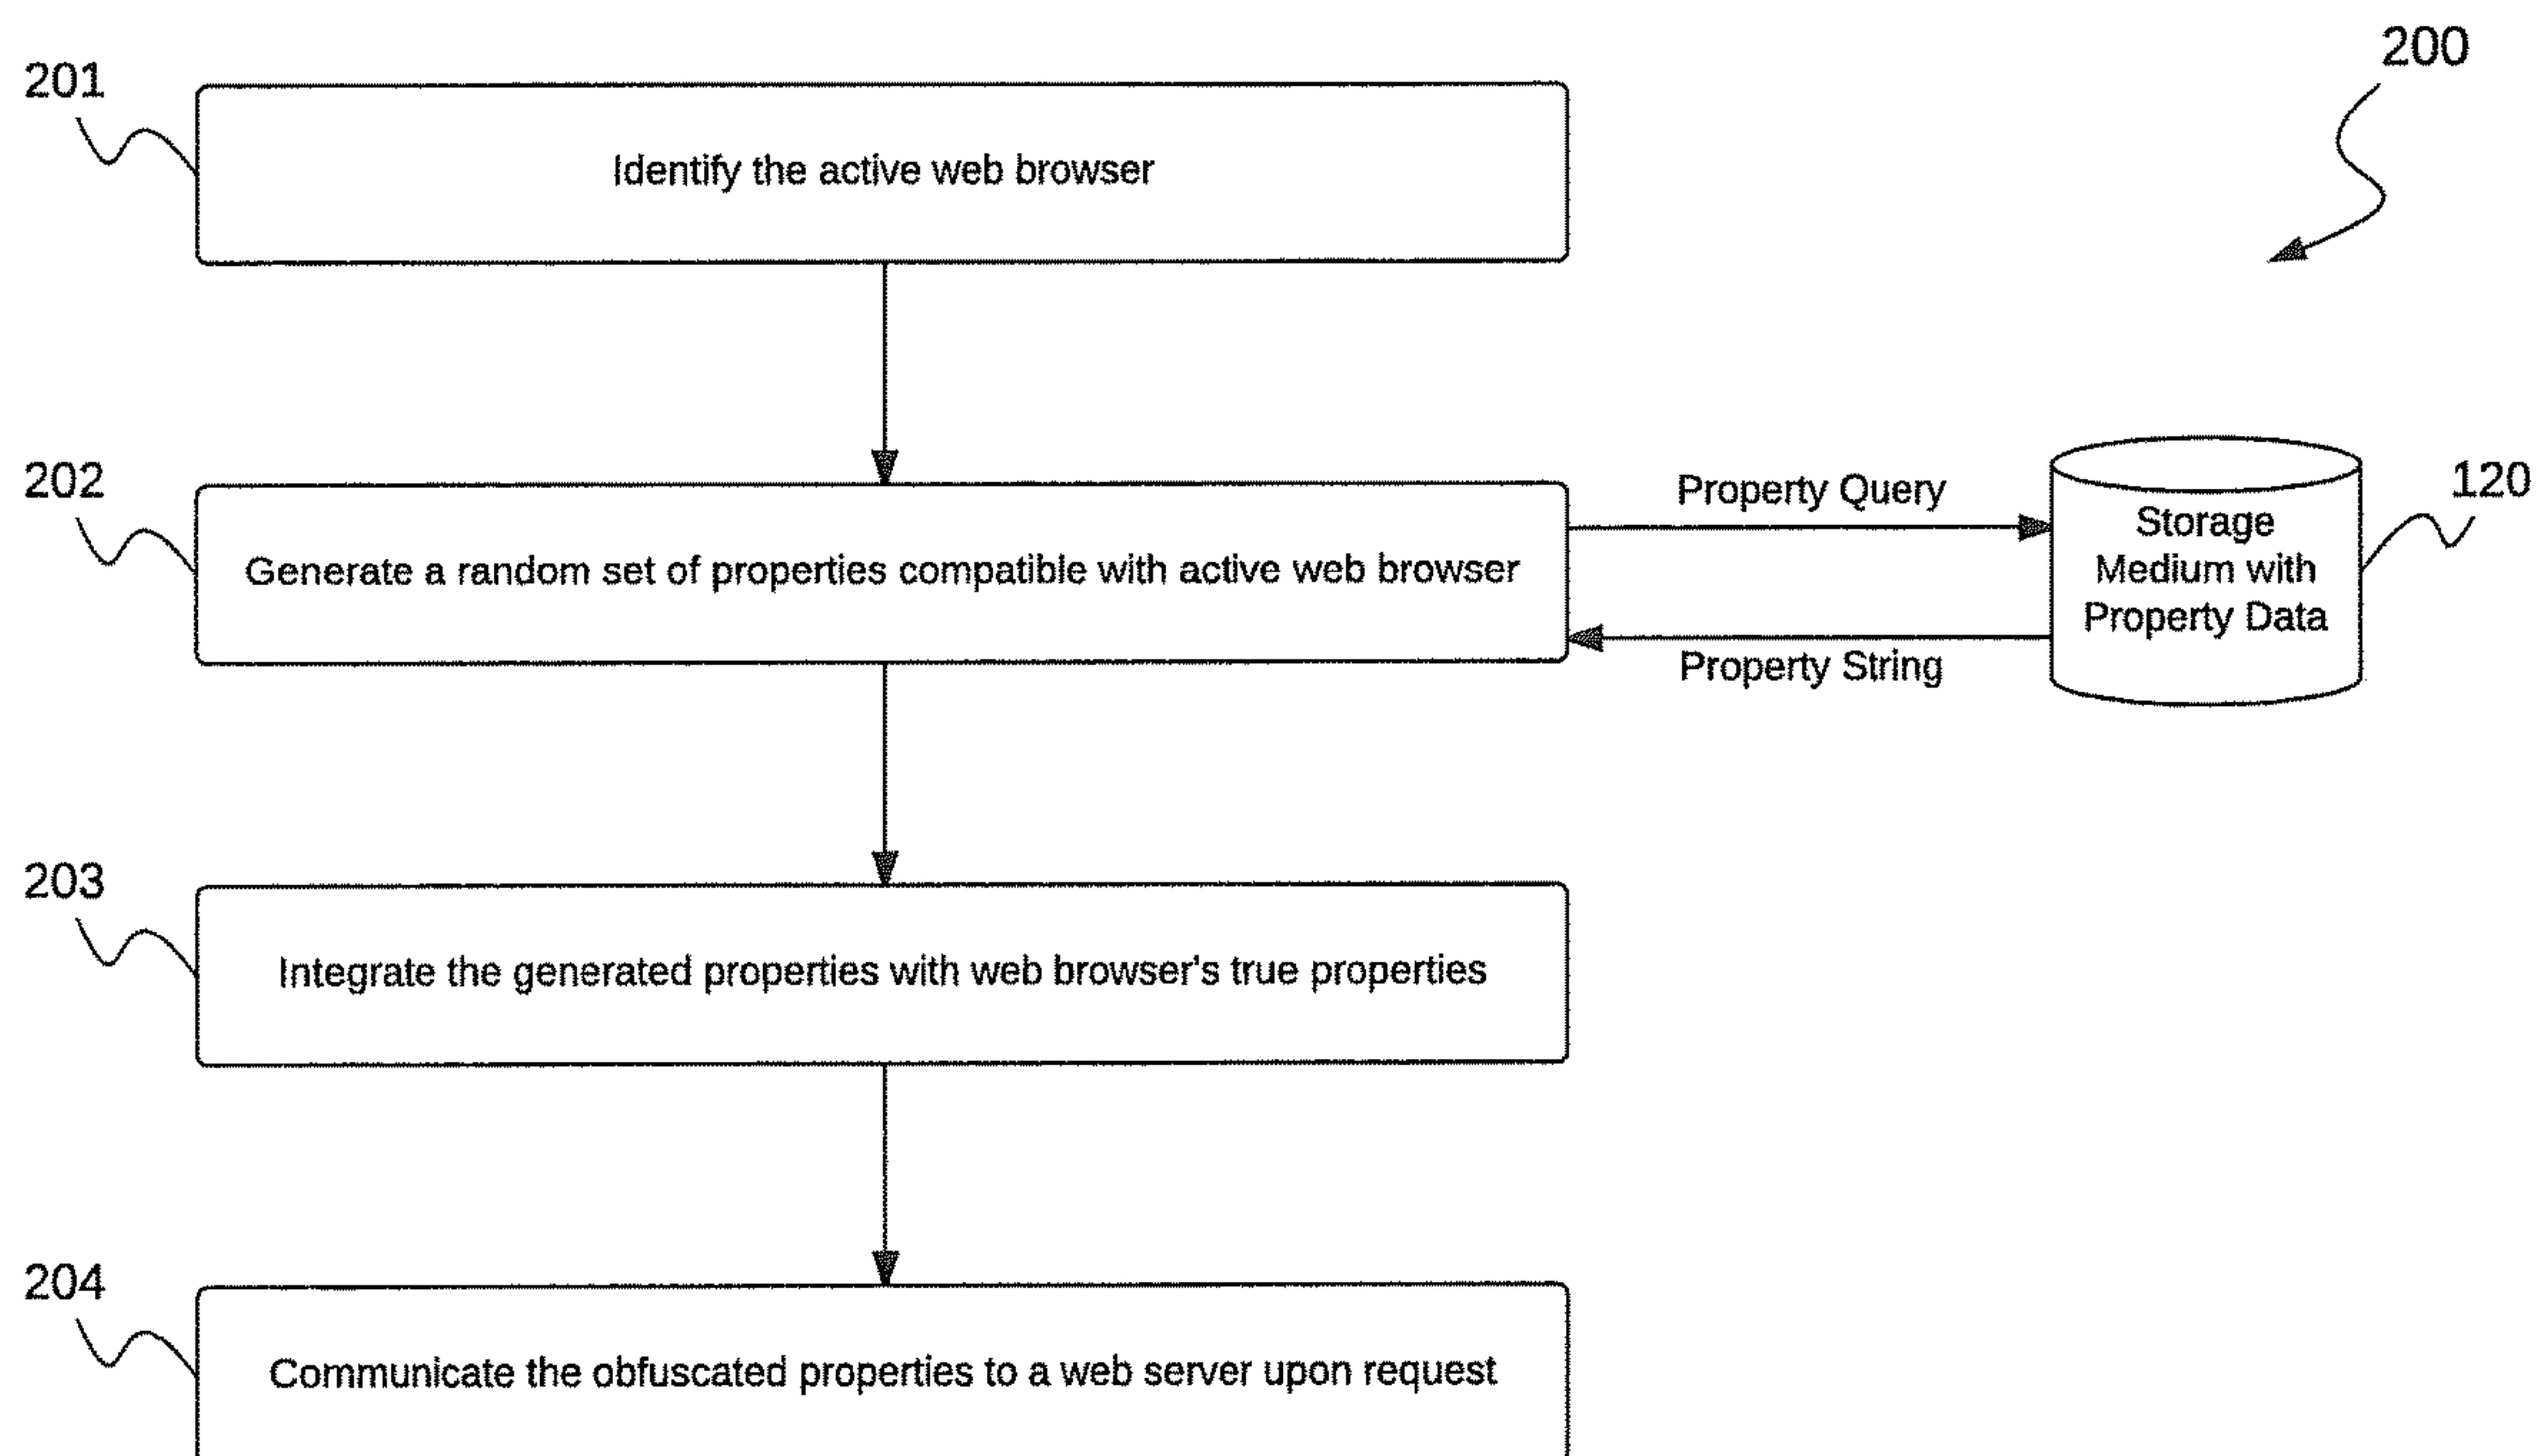 200
201
Identify the active web browser
202
Generate a random set of properties compatible with active web browser
Property Query
Property String
Storage
Medium with
Property Data
120
203
Integrate the generated properties with web browser's true properties
204
Communicate the obfuscated properties to a web server upon request